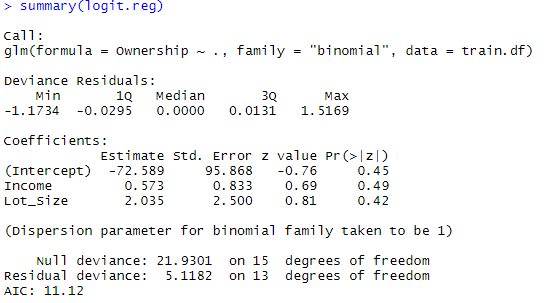 > summary(logit.reg)
Call:
glm(formula = Ownership ~ ., family = "binomial", data = train.df)
Deviance Residuals:
    Min       1Q   Median       3Q      Max
-1.1734  -0.0295   0.0000   0.0131   1.5169
Coefficients:
            Estimate Std. Error z value Pr(>|z|)
(Intercept)  -72.589     95.868   -0.76     0.45
Income         0.573      0.833    0.69     0.49
Lot_Size       2.035      2.500    0.81     0.42
(Dispersion parameter for binomial family taken to be 1)
    Null deviance: 21.9301  on 15  degrees of freedom
Residual deviance:  5.1182  on 13  degrees of freedom
AIC: 11.12